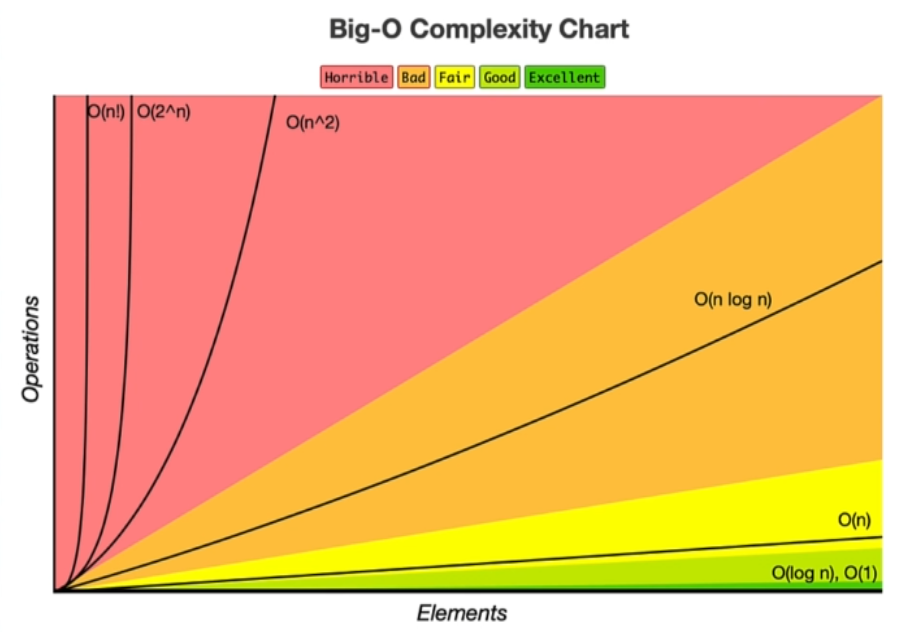 Big-O Complexity Chart
Horrible Bad Fair Good Excellent
O(n!) O(2^n)
O(n^2)
O(n log n)
O(n)
O(log n), O(1)
Operations
Elements